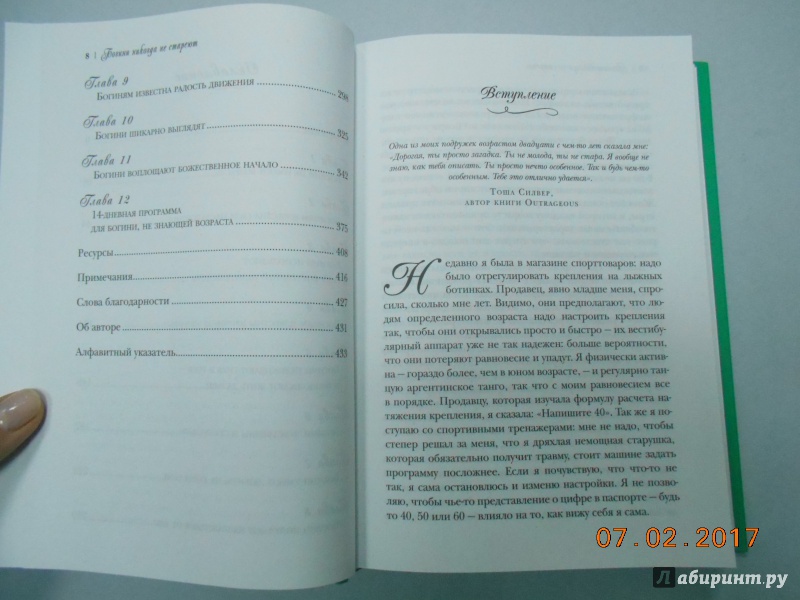 8 | Богини никогда не стареют
Глава 9
Богиням известна радость движения 298
Глава 10
Богини шикарно выглядят 325
Глава 11
Богини воплощают божественное начало 342
Глава 12
14-дневная программа
для богини, не знающей возраста 375
Ресурсы 408
Примечания 416
Слова благодарности 427
Об авторе 431
Алфавитный указатель 433
Вступление
Одна из моих подружек возрастом двадцати с чем-то лет сказала мне:
«Дорогая, ты просто загадка. Ты не молода, ты не стара. Я вообще не
знаю, как тебя описать. Ты просто нечто особенное. Так и будь чем-то
особенным. Тебе это отлично удается».
Тоша Силвер,
автор книги Outrageous
Недавно я была в магазине спорттоваров: надо
было отрегулировать крепления на лыжных
ботинках. Продавец, явно младше меня, спро-
сила, сколько мне лет. Видимо, они предполагают, что лю-
дям определенного возраста надо настроить крепления
так, чтобы они открывались просто и быстро – их вестибу-
лярный аппарат уже не так надежен: больше вероятности,
что они потеряют равновесие и упадут. Я физически актив-
на – гораздо более, чем в юном возрасте, – и регулярно тан-
цую аргентинское танго, так что с моим равновесием все
в порядке. Продавцу, которая изучала формулу расчета на-
тяжения крепления, я сказала: «Напишите 40». Так же я по-
ступаю со спортивными тренажерами: мне не надо, чтобы
степер решал за меня, что я дряхлая немощная старушка,
которая обязательно получит травму, стоит машине задать
программу посложнее. Если я почувствую, что что-то не
так, я сама остановлюсь и изменю настройки. Я не поз-
воляю, чтобы чье-то представление о цифре в паспорте – будь
то 40, 50 или 60 – влияло на то, как вижу себя я сама.
07.02.2017
Лабиринт.ру